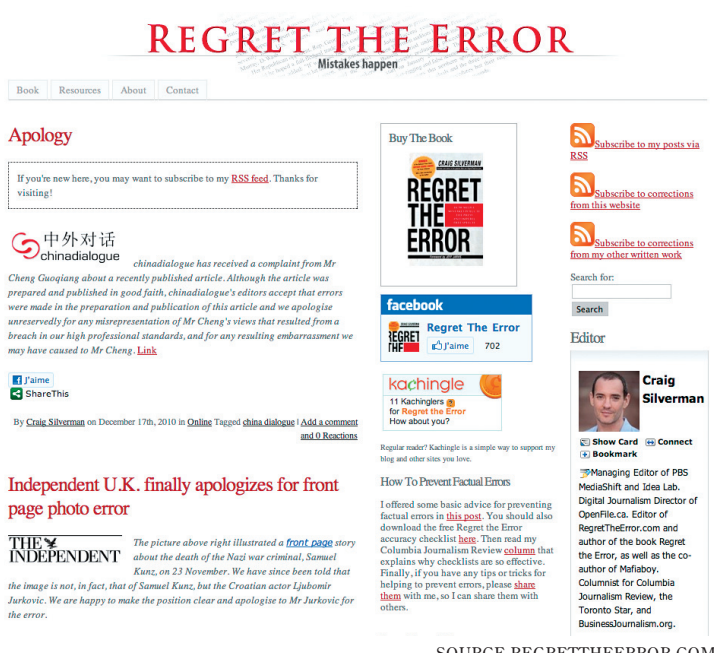 REGRET THE ERROR
Mistakes happen
Book
Resources
About
Contact
Apology
If you're new here, you may want to subscribe to my RSS feed. Thanks for
visiting!
中外对话
chinadialogue
chinadialogue has received a complaint from Mr
Cheng Guoqiang about a recently published article. Although the article was
prepared and published in good faith, chinadialogue's editors accept that errors
were made in the preparation and publication of this article and we apologise
unreservedly for any misrepresentation of Mr Cheng's views that resulted from a
breach in our high professional standards, and for any resulting embarrassment we
may have caused to Mr Cheng. Link
J'aime
ShareThis
By Craig Silverman on December 17th, 2010 in Online Tagged china dialogue | Add a comment
and 0 Reactions
Independent U.K. finally apologizes for front
page photo error
THE INDEPENDENT
The picture above right illustrated a front page story
about the death of the Nazi war criminal, Samuel
Kunz, on 23 November. We have since been told that
the image is not, in fact, that of Samuel Kunz, but the Croatian actor Ljubomir
Jurkovic. We are happy to make the position clear and apologise to Mr Jurkovic for
the error.
Buy The Book
CRAIG SILVERMAN
REGRET
THE
ERROR
facebook
REGRET
THE
Regret The Error
J'aime
702
kachingle
11 Kachinglers
for Regret the Error
How about you?
Regular reader? Kachingle is a simple way to support my
blog and other sites you love.
How To Prevent Factual Errors
I offered some basic advice for preventing
factual errors in this post. You should also
download the free Regret the Error
accuracy checklist here. Then read my
Columbia Journalism Review column that
explains why checklists are so effective.
Finally, if you have any tips or tricks for
helping to prevent errors, please share
them with me, so I can share them with
others.
Subscribe to my posts via
RSS
Subscribe to corrections
from this website
Subscribe to corrections
from my other written work
Search for:
Search
Editor
Craig
Silverman
Show Card
Connect
Bookmark
Managing Editor of PBS
MediaShift and Idea Lab.
Digital Journalism Director of
OpenFile.ca. Editor of
RegretTheError.com and
author of the book Regret
the Error, as well as the co-
author of Mafiaboy.
Columnist for Columbia
Journalism Review, the
Toronto Star, and
BusinessJournalism.org.
SOURCE REGRETTHEERROR.COM